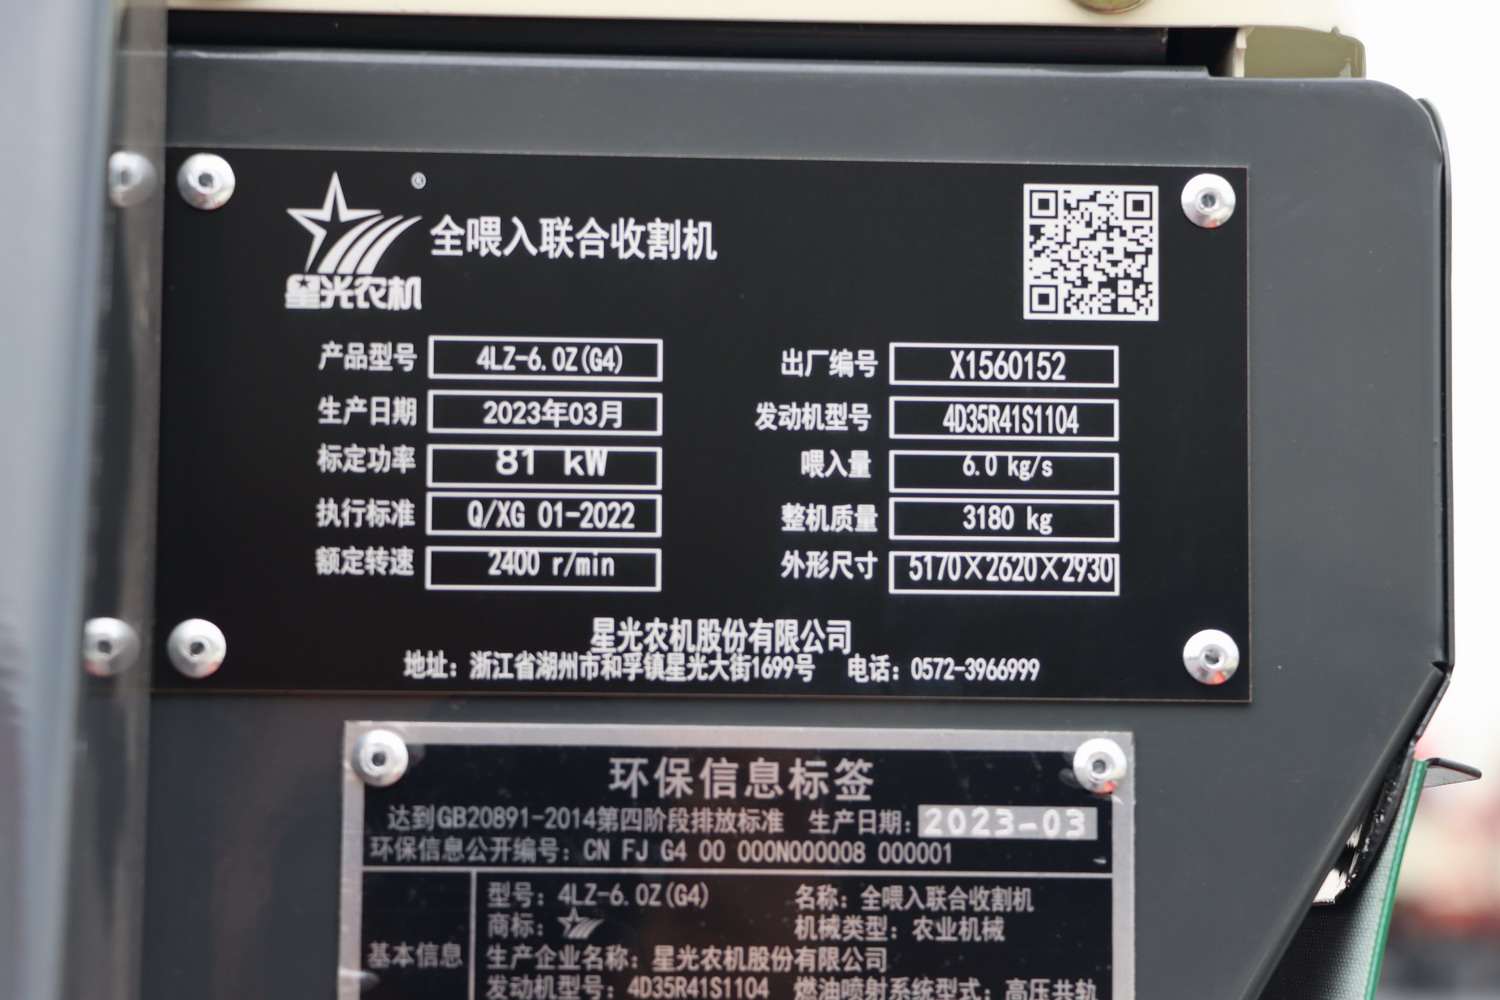 ®
全喂入联合收割机
星光农机
产品型号 4LZ-6.0Z(G4) 出厂编号 X1560152
生产日期 2023年03月 发动机型号 4D35R41S1104
标定功率 81 kW 喂入量 6.0 kg/s
执行标准 Q/XG 01-2022 整机质量 3180 kg
额定转速 2400 r/min 外形尺寸 5170×2620×2930
星光农机股份有限公司
地址：浙江省湖州市和孚镇星光大街1699号 电话：0572-3966999
环保信息标签
达到GB20891-2014第四阶段排放标准 生产日期：2023-03
环保信息公开编号：CN FJ G4 00 000N000008 000001
基本信息
型号：4LZ-6.0Z(G4) 名称：全喂入联合收割机
商标： 机械类型：农业机械
生产企业名称：星光农机股份有限公司
发动机型号：4D35R41S1104 燃油喷射系统型式：高压共轨